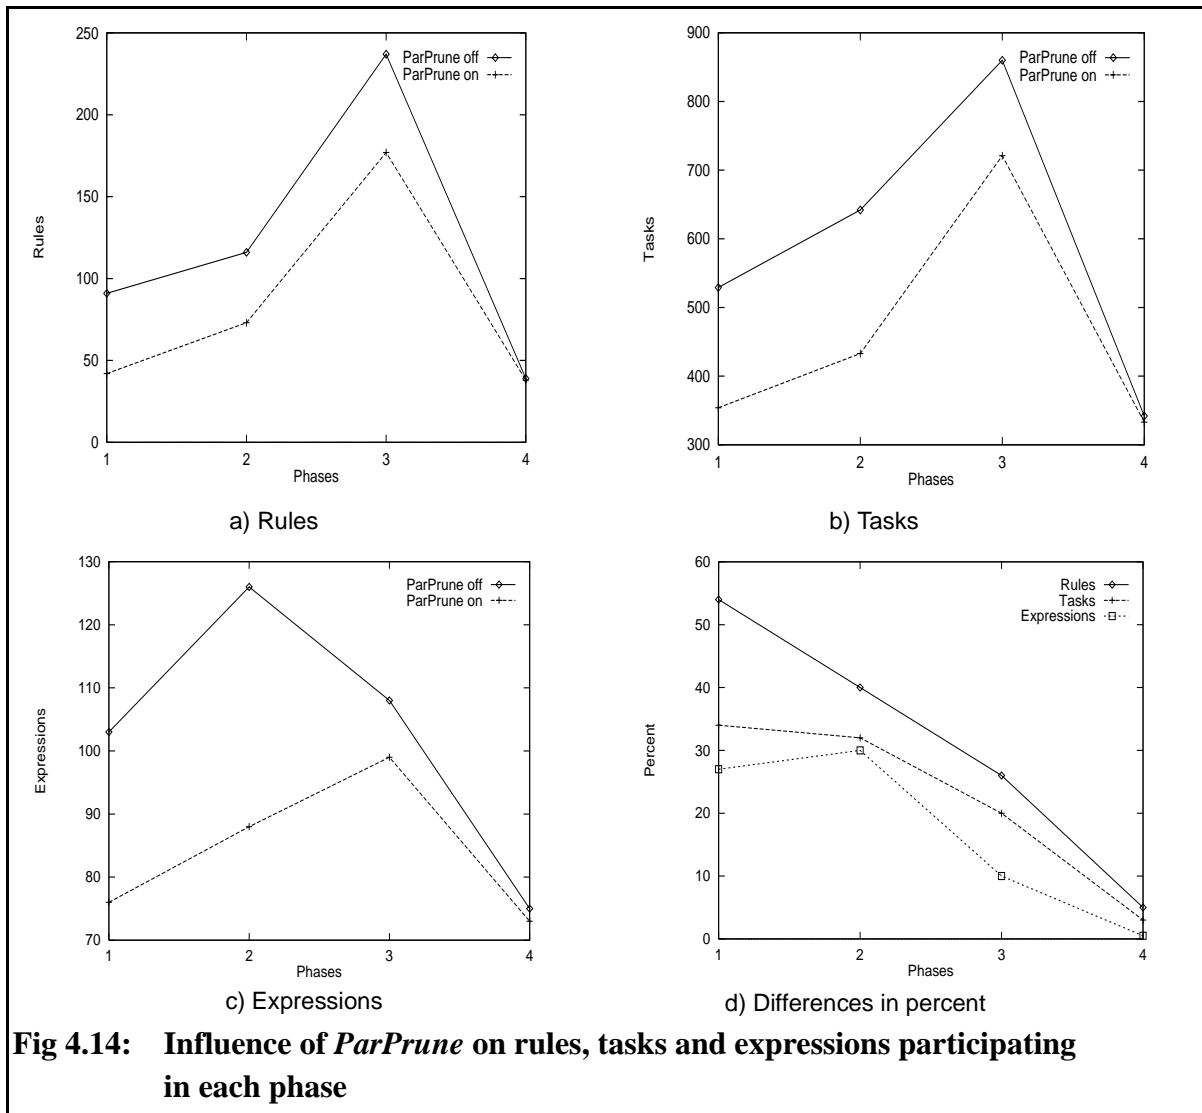 250
200
150
100
50
0
1 2 3 4
Rules
Phases
ParPrune off
ParPrune on
a) Rules
900
800
700
600
500
400
300
1 2 3 4
Tasks
Phases
ParPrune off
ParPrune on
b) Tasks
130
120
110
100
90
80
70
1 2 3 4
Expressions
Phases
ParPrune off
ParPrune on
c) Expressions
60
50
40
30
20
10
0
1 2 3 4
Percent
Phases
Rules
Tasks
Expressions
d) Differences in percent
Fig 4.14: Influence of ParPrune on rules, tasks and expressions participating
in each phase